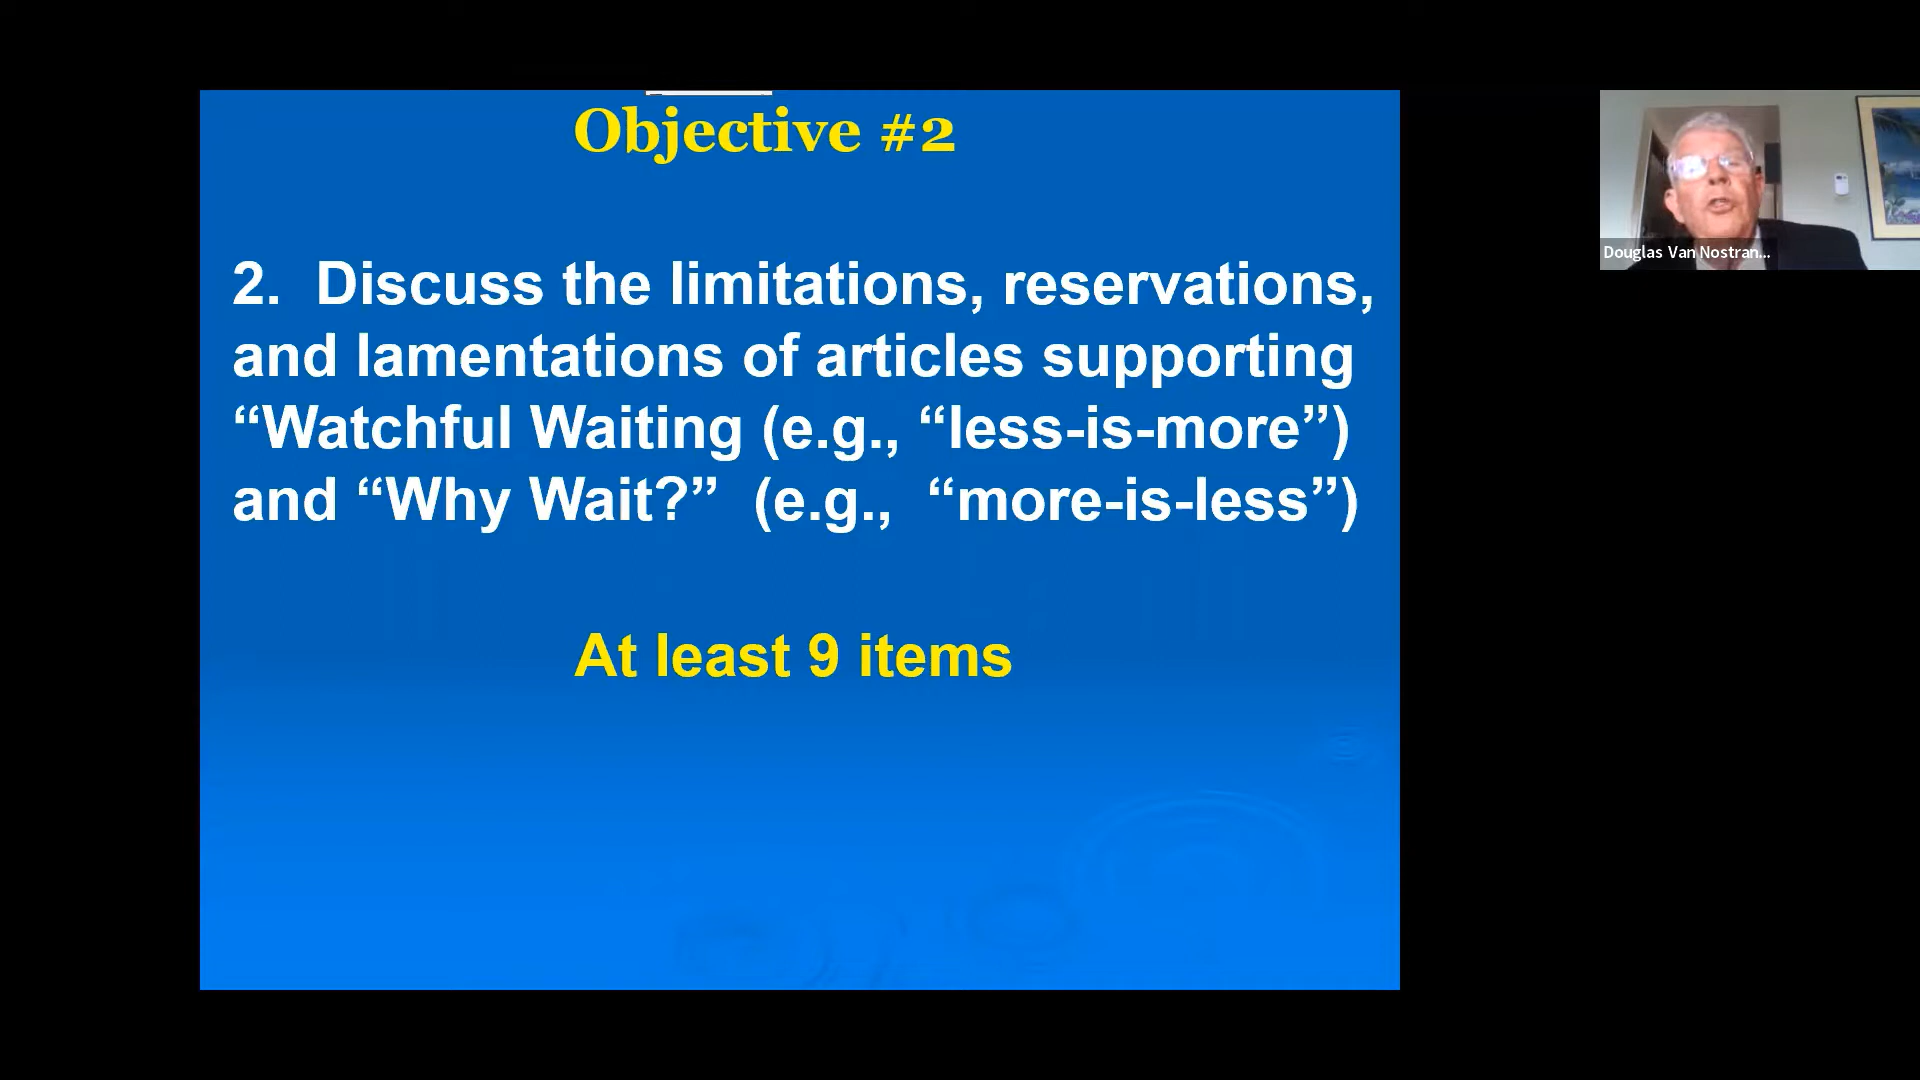 Objective #2
2. Discuss the limitations, reservations,
and lamentations of articles supporting
“Watchful Waiting (e.g., “less-is-more”)
and “Why Wait?” (e.g., “more-is-less”)
At least 9 items
Douglas Van Nostran...